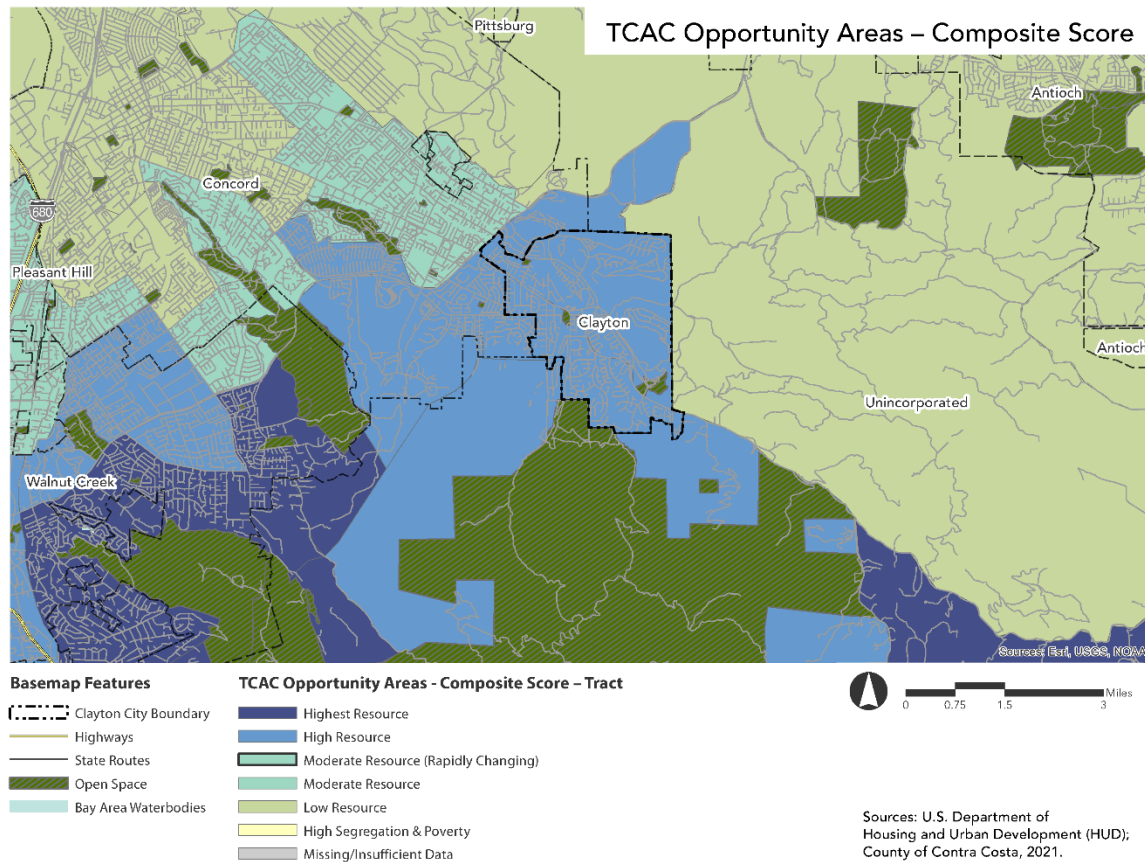 TCAC Opportunity Areas – Composite Score
Pittsburg
Antioch
Concord
680
Pleasant Hill
Clayton
Antioch
Unincorporated
Walnut Creek
Sources: Esri, USGS, NOAA
Basemap Features
Clayton City Boundary
Highways
State Routes
Open Space
Bay Area Waterbodies
TCAC Opportunity Areas - Composite Score – Tract
Highest Resource
High Resource
Moderate Resource (Rapidly Changing)
Moderate Resource
Low Resource
High Segregation & Poverty
Missing/Insufficient Data
Miles
0 0.75 1.5 3
Sources: U.S. Department of
Housing and Urban Development (HUD);
County of Contra Costa, 2021.